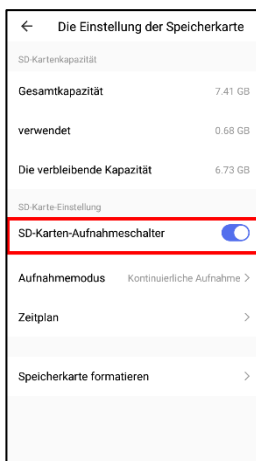 Die Einstellung der Speicherkarte
SD-Kartenkapazität
Gesamtkapazität 7.41 GB
verwendet 0.68 GB
Die verbleibende Kapazität 6.73 GB
SD-Karte-Einstellung
SD-Karten-Aufnahmeschalter
Aufnahmemodus Kontinuierliche Aufnahme >
Zeitplan >
Speicherkarte formatieren >